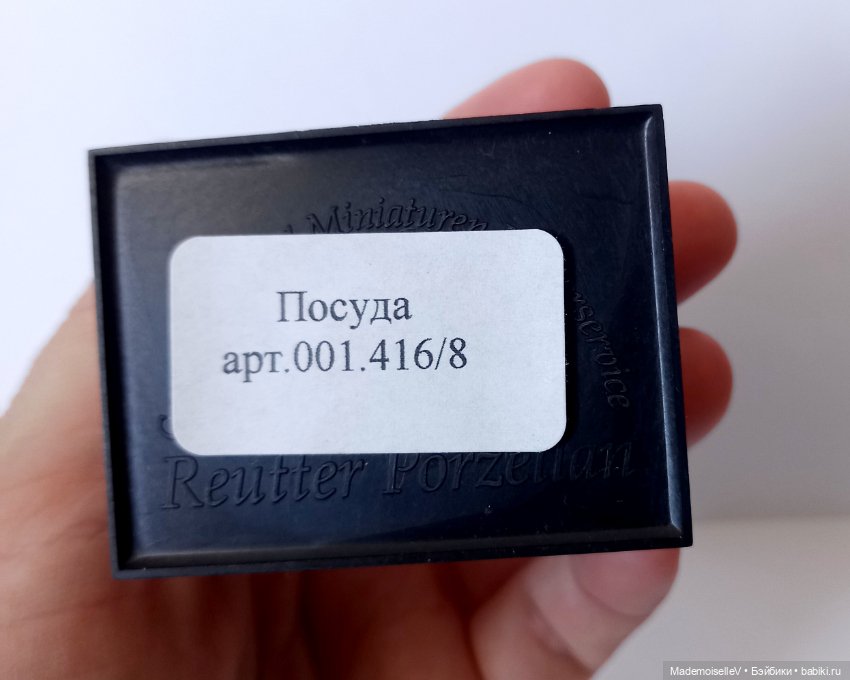 Miniaturen
Посуда
арт.001.416/8
service
Reutter Porzellan
MademoiselleV • Бэйбики • babiki.ru